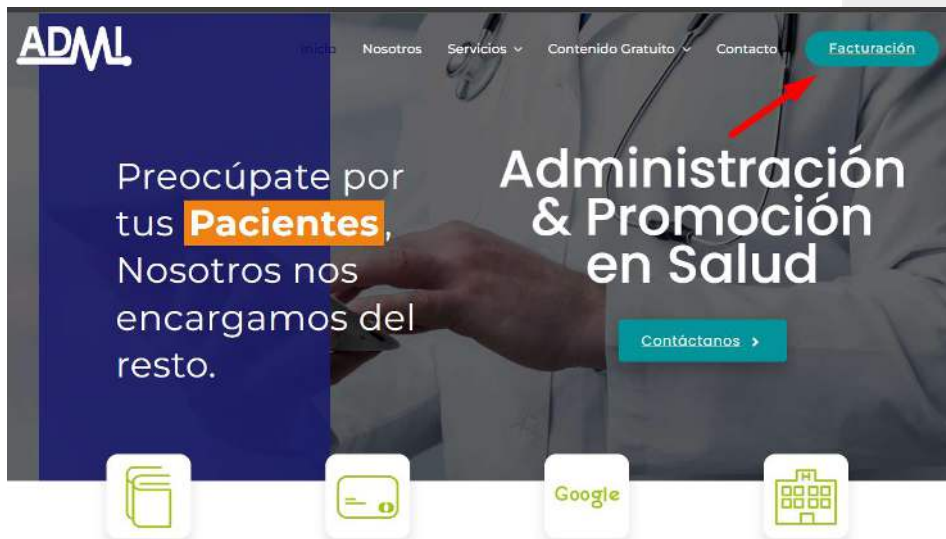 ADMI.
Inicio
Nosotros
Servicios
Contenido Gratuito
Contacto
Facturación
Preocúpate por
tus Pacientes,
Nosotros nos
encargamos del
resto.
Administración
& Promoción
en Salud
Contáctanos
Google
H